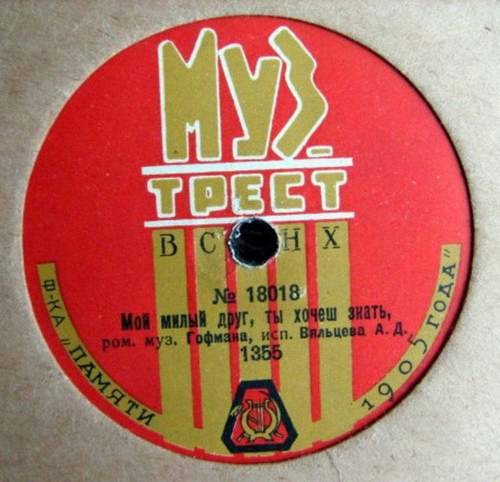 МУЗ
ТРЕСТ
ВСНХ
№ 18018
Мой милый друг, ты хочеш знать,
ром. муз. Гофмана, исп. Вяльцева А. Д.
1355
Ф-КА „ПАМЯТИ
1905 ГОДА"